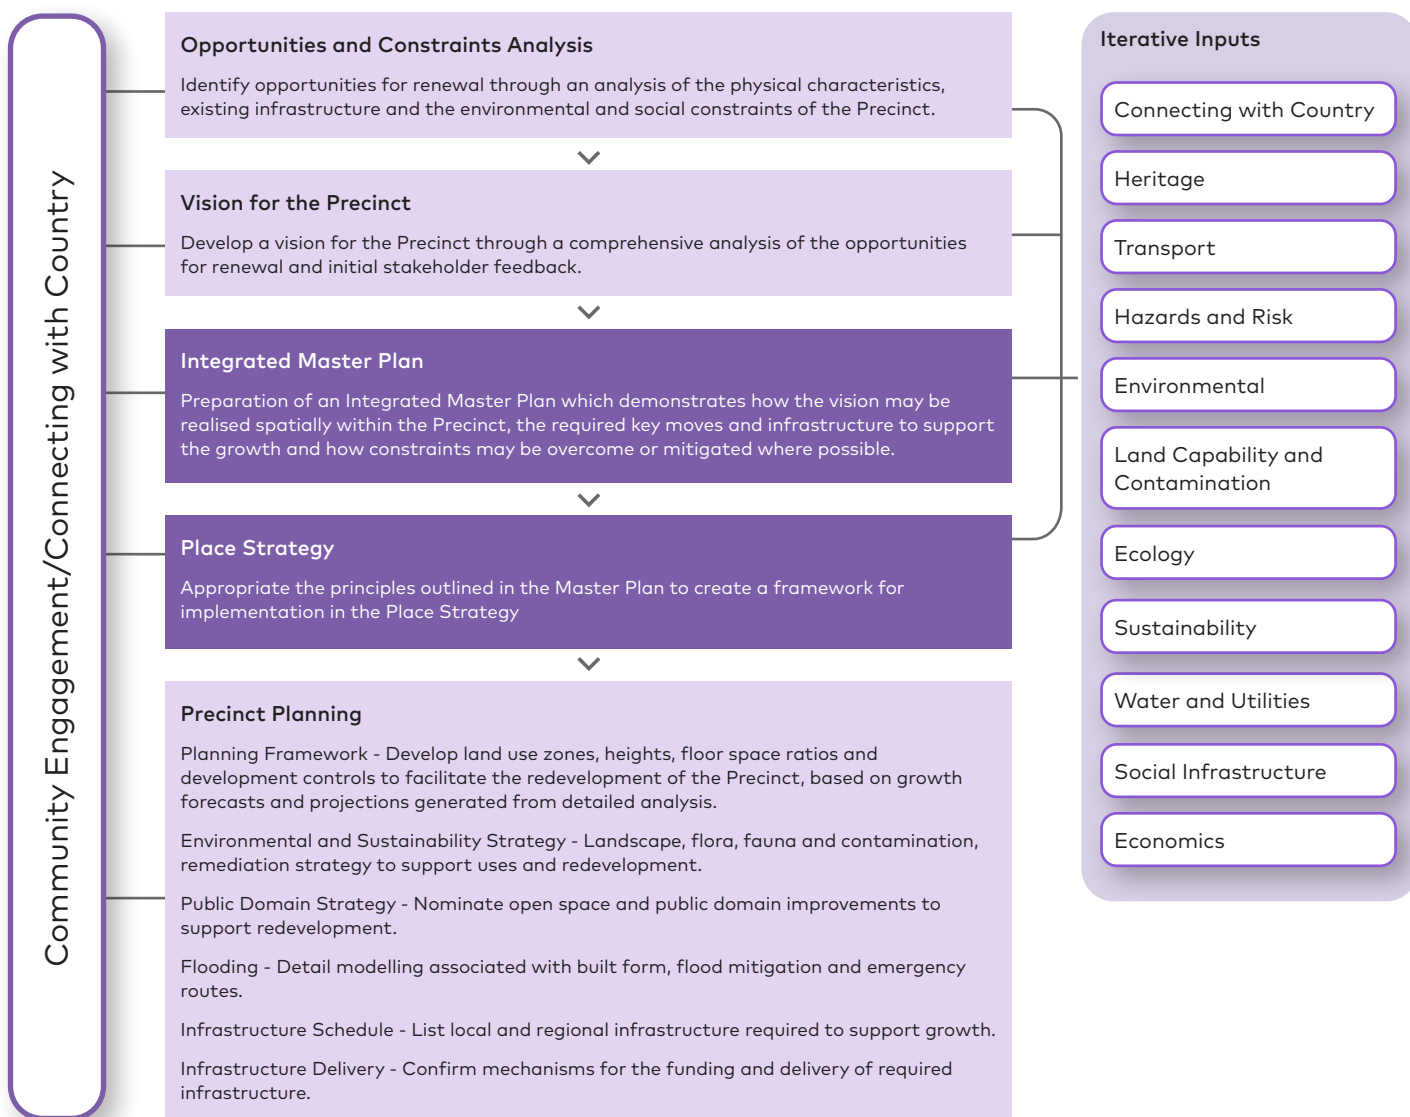 Community Engagement/Connecting with Country
Opportunities and Constraints Analysis
Identify opportunities for renewal through an analysis of the physical characteristics,
existing infrastructure and the environmental and social constraints of the Precinct.
Vision for the Precinct
Develop a vision for the Precinct through a comprehensive analysis of the opportunities
for renewal and initial stakeholder feedback.
Integrated Master Plan
Preparation of an Integrated Master Plan which demonstrates how the vision may be
realised spatially within the Precinct, the required key moves and infrastructure to support
the growth and how constraints may be overcome or mitigated where possible.
Place Strategy
Appropriate the principles outlined in the Master Plan to create a framework for
implementation in the Place Strategy
Precinct Planning
Planning Framework - Develop land use zones, heights, floor space ratios and
development controls to facilitate the redevelopment of the Precinct, based on growth
forecasts and projections generated from detailed analysis.
Environmental and Sustainability Strategy - Landscape, flora, fauna and contamination,
remediation strategy to support uses and redevelopment.
Public Domain Strategy - Nominate open space and public domain improvements to
support redevelopment.
Flooding - Detail modelling associated with built form, flood mitigation and emergency
routes.
Infrastructure Schedule - List local and regional infrastructure required to support growth.
Infrastructure Delivery - Confirm mechanisms for the funding and delivery of required
infrastructure.
Iterative Inputs
Connecting with Country
Heritage
Transport
Hazards and Risk
Environmental
Land Capability and
Contamination
Ecology
Sustainability
Water and Utilities
Social Infrastructure
Economics